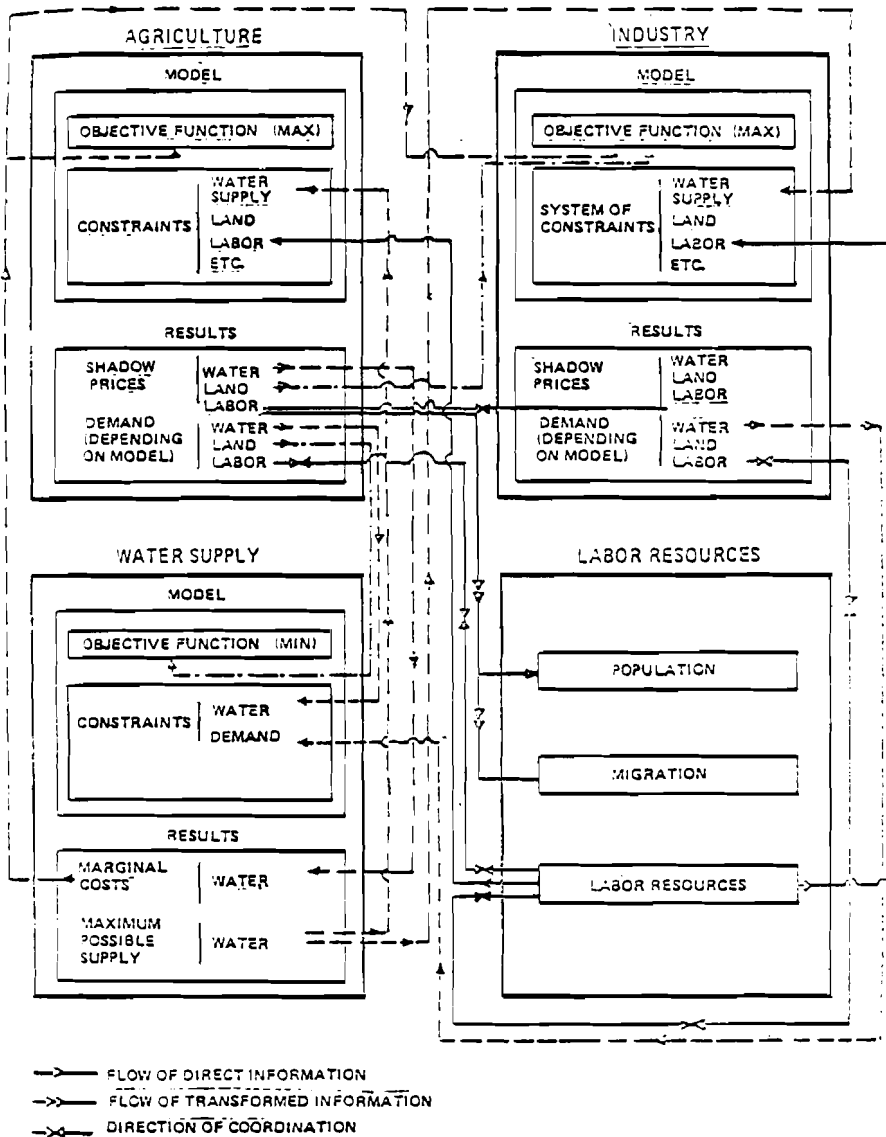 AGRICULTURE
MODEL
OBJECTIVE FUNCTION (MAX)
CONSTRAINTS
WATER
SUPPLY
LAND
LABOR
ETC.
RESULTS
SHADOW
PRICES
WATER
LAND
LABOR
DEMAND
(DEPENDING
ON MODEL)
WATER
LAND
LABOR
INDUSTRY
MODEL
OBJECTIVE FUNCTION (MAX)
SYSTEM OF
CONSTRAINTS
WATER
SUPPLY
LAND
LABOR
ETC.
RESULTS
SHADOW
PRICES
WATER
LAND
LABOR
DEMAND
(DEPENDING
ON MODEL)
WATER
LAND
LABOR
WATER SUPPLY
MODEL
OBJECTIVE FUNCTION (MIN)
CONSTRAINTS
WATER
DEMAND
RESULTS
MARGINAL
COSTS
WATER
MAXIMUM
POSSIBLE
SUPPLY
WATER
LABOR RESOURCES
POPULATION
MIGRATION
LABOR RESOURCES
FLOW OF DIRECT INFORMATION
FLOW OF TRANSFORMED INFORMATION
DIRECTION OF COORDINATION